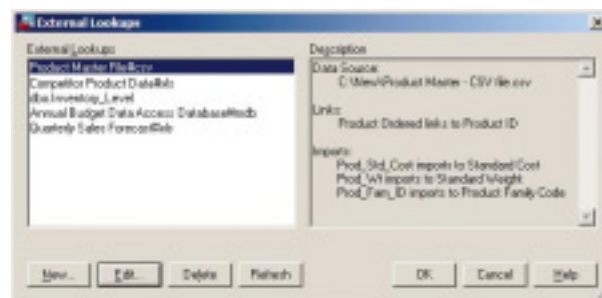 External Lookups
External Lookups
Product Master File#csv
Competitor Product Data#xls
dbo.Inventory_Level
Annual Budget Data Access Database#mdb
Quarterly Sales Forecast#xls
Description
Data Source:
C:\View\Product Master - CSV file.csv
Links:
Product Ordered links to Product ID
Imports:
Prod_Std_Cost imports to Standard Cost
Prod_Wt imports to Standard Weight
Prod_Fam_ID imports to Product Family Code
New...
Edit...
Delete
Refresh
OK
Cancel
Help